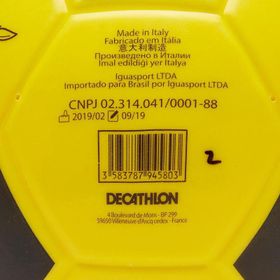 Made in Italy
Fabricado em Itália
意大利制造
Произведено в Италии
Imal edildiği yer Italya
Iguasport LTDA
Importado para Brasil por Iguasport LTDA
CNPJ 02.314.041/0001-88
2019/02 09/19
3 583787 945803
2
DECATHLON
4 Boulevard de Mons - BP 299
59650 Villeneuve d'Ascq cedex - France